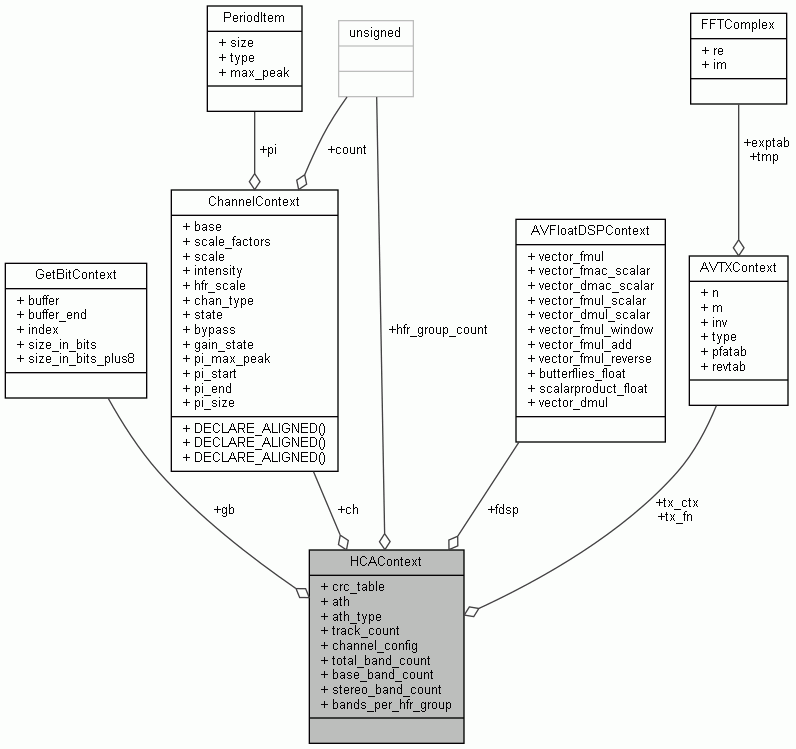 PeriodItem
+ size
+ type
+ max_peak
unsigned
FFTComplex
+ re
+ im
+pi
+count
+exptab
+tmp
ChannelContext
+ base
+ scale_factors
+ scale
+ intensity
+ hfr_scale
+ chan_type
+ state
+ bypass
+ gain_state
+ pi_max_peak
+ pi_start
+ pi_end
+ pi_size
+ DECLARE_ALIGNED()
+ DECLARE_ALIGNED()
+ DECLARE_ALIGNED()
GetBitContext
+ buffer
+ buffer_end
+ index
+ size_in_bits
+ size_in_bits_plus8
+hfr_group_count
AVFloatDSPContext
+ vector_fmul
+ vector_fmac_scalar
+ vector_dmac_scalar
+ vector_fmul_scalar
+ vector_dmul_scalar
+ vector_fmul_window
+ vector_fmul_add
+ vector_fmul_reverse
+ butterflies_float
+ scalarproduct_float
+ vector_dmul
AVTXContext
+ n
+ m
+ inv
+ type
+ pfatab
+ revtab
+gb
+ch
+fdsp
+tx_ctx
+tx_fn
HCAContext
+ crc_table
+ ath
+ ath_type
+ track_count
+ channel_config
+ total_band_count
+ base_band_count
+ stereo_band_count
+ bands_per_hfr_group